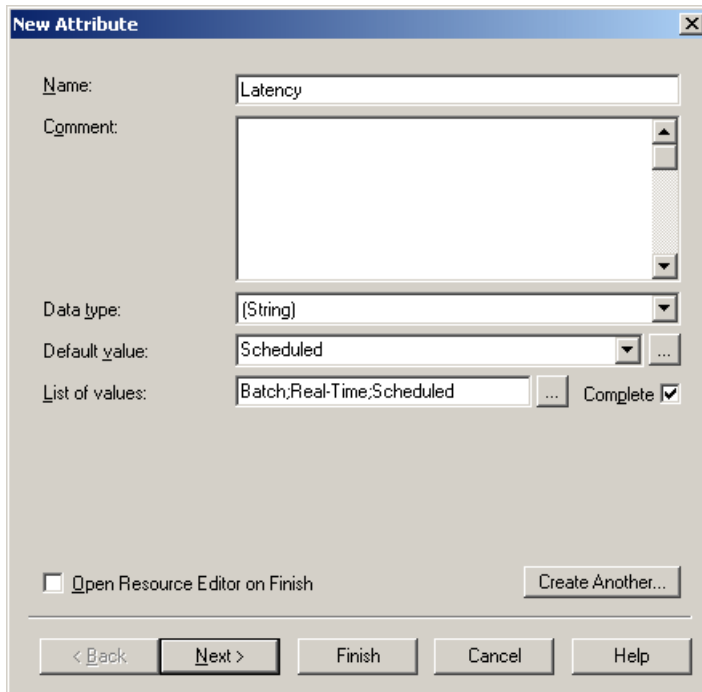 New Attribute
Name: Latency
Comment:
Data type: (String)
Default value: Scheduled ...
List of values: Batch;Real-Time;Scheduled ... Complete
Open Resource Editor on Finish Create Another...
< Back Next > Finish Cancel Help